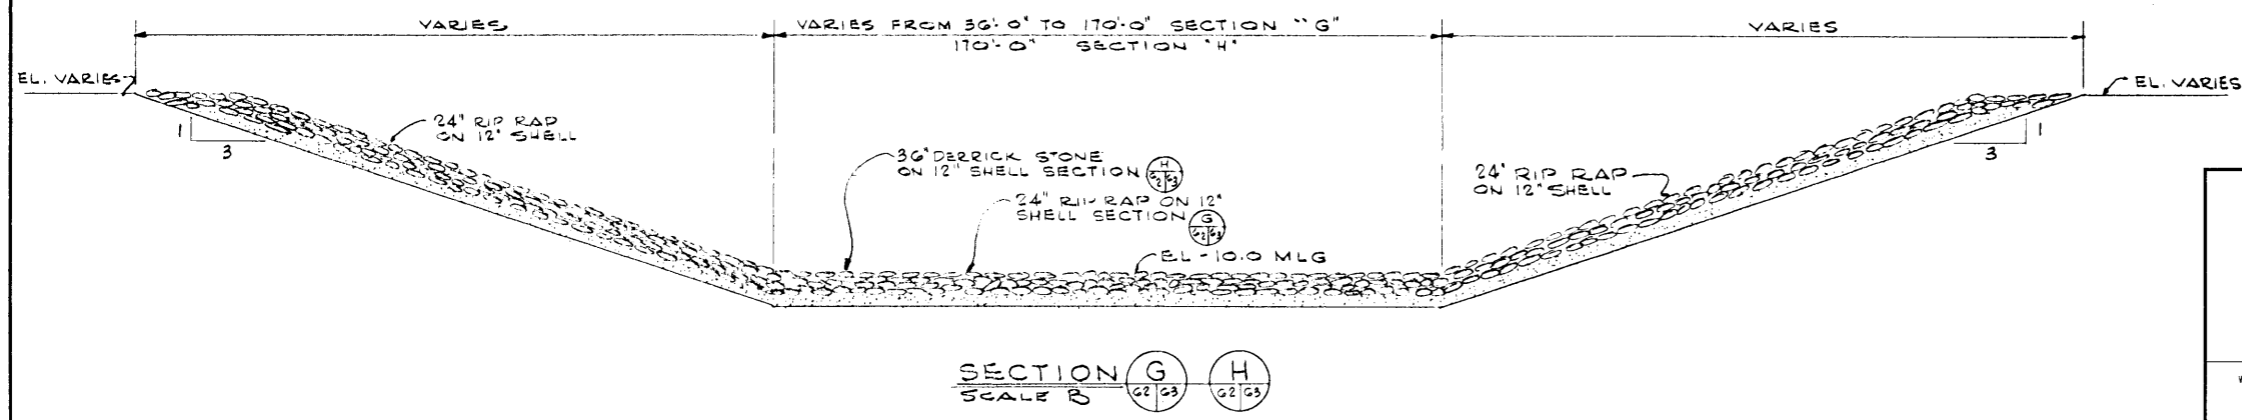 VARIES
VARIES FROM 36'-0" TO 170'-0" SECTION "G"
170'-0" SECTION "H"
VARIES
EL. VARIES
EL. VARIES
24" RIP RAP
ON 12" SHELL
1
3
36" DERRICK STONE
ON 12" SHELL SECTION H
G2 G3
24" RIP RAP ON 12"
SHELL SECTION G
G2 G3
EL -10.0 MLG
24" RIP RAP
ON 12" SHELL
1
3
SECTION G H
SCALE B G2 G3 G2 G3